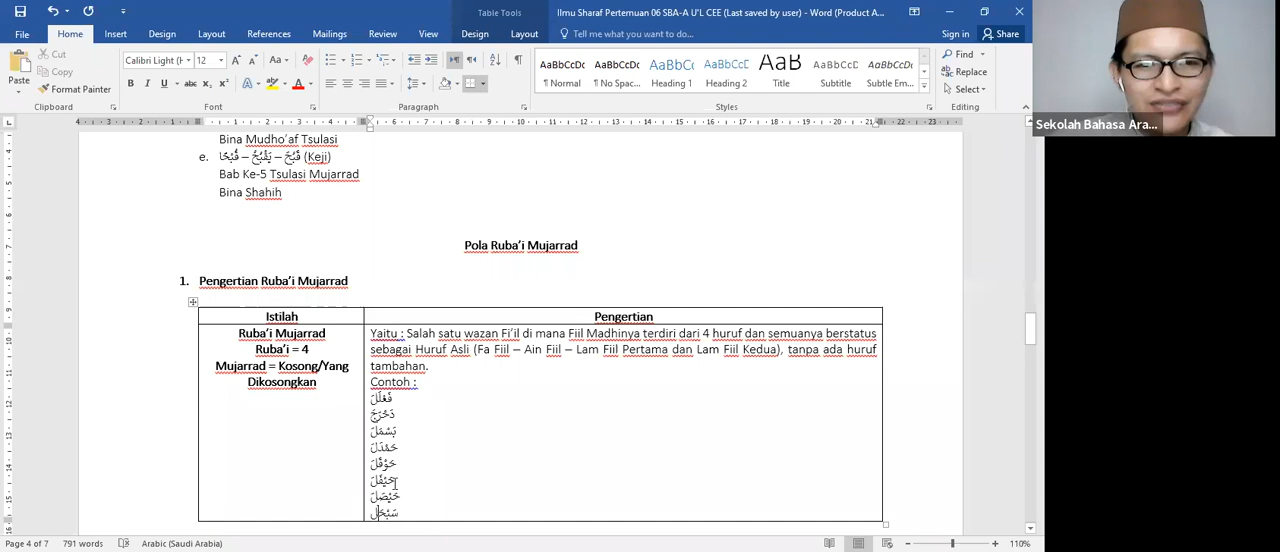 Table Tools
Ilmu Sharaf Pertemuan 06 SBA-A U'L CEE (Last saved by user) - Word (Product A...
File Home Insert Design Layout References Mailings Review View Design Layout Tell me what you want to do... Sign in Share
Paste Cut Copy Format Painter
Clipboard
Calibri Light (H 12
Font
Paragraph
AaBbCcDc AaBbCcDc AaBbCc AaBbCcD AaB AaBbCcD AaBbCcDc
¶ Normal ¶ No Spac... Heading 1 Heading 2 Title Subtitle Subtle Em...
Styles
Find
Replace
Select
Editing
Sekolah Bahasa Ara...
Bina Mudho'af Tsulasi
e. قَبُحَ – يَقْبُحُ – قُبْحًا (Keji)
Bab Ke-5 Tsulasi Mujarrad
Bina Shahih
Pola Ruba'i Mujarrad
1. Pengertian Ruba'i Mujarrad
Istilah Pengertian
Ruba'i Mujarrad
Ruba'i = 4
Mujarrad = Kosong/Yang
Dikosongkan
Yaitu : Salah satu wazan Fi'il di mana Fiil Madhinya terdiri dari 4 huruf dan semuanya berstatus
sebagai Huruf Asli (Fa Fiil – Ain Fiil – Lam Fiil Pertama dan Lam Fiil Kedua), tanpa ada huruf
tambahan.
Contoh :
فَعْلَلَ
دَحْرَجَ
بَسْمَلَ
حَمْدَلَ
حَوْقَلَ
حَيْفَلَ
حَيْصَلَ
سَبْحَلَ
Page 4 of 7 791 words Arabic (Saudi Arabia) 110%